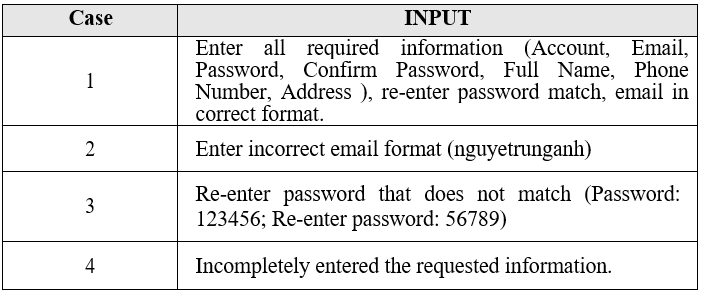 Case INPUT
1 Enter all required information (Account, Email,
Password, Confirm Password, Full Name, Phone
Number, Address ), re-enter password match, email in
correct format.
2 Enter incorrect email format (nguyetrunganh)
3 Re-enter password that does not match (Password:
123456; Re-enter password: 56789)
4 Incompletely entered the requested information.